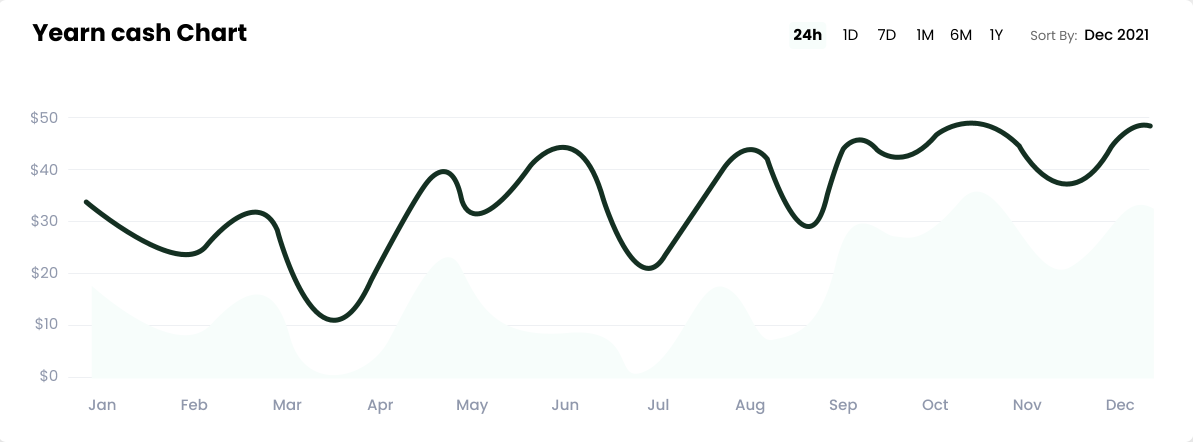 Yearn cash Chart
24h 1D 7D 1M 6M 1Y Sort By: Dec 2021
$50
$40
$30
$20
$10
$0
Jan Feb Mar Apr May Jun Jul Aug Sep Oct Nov Dec